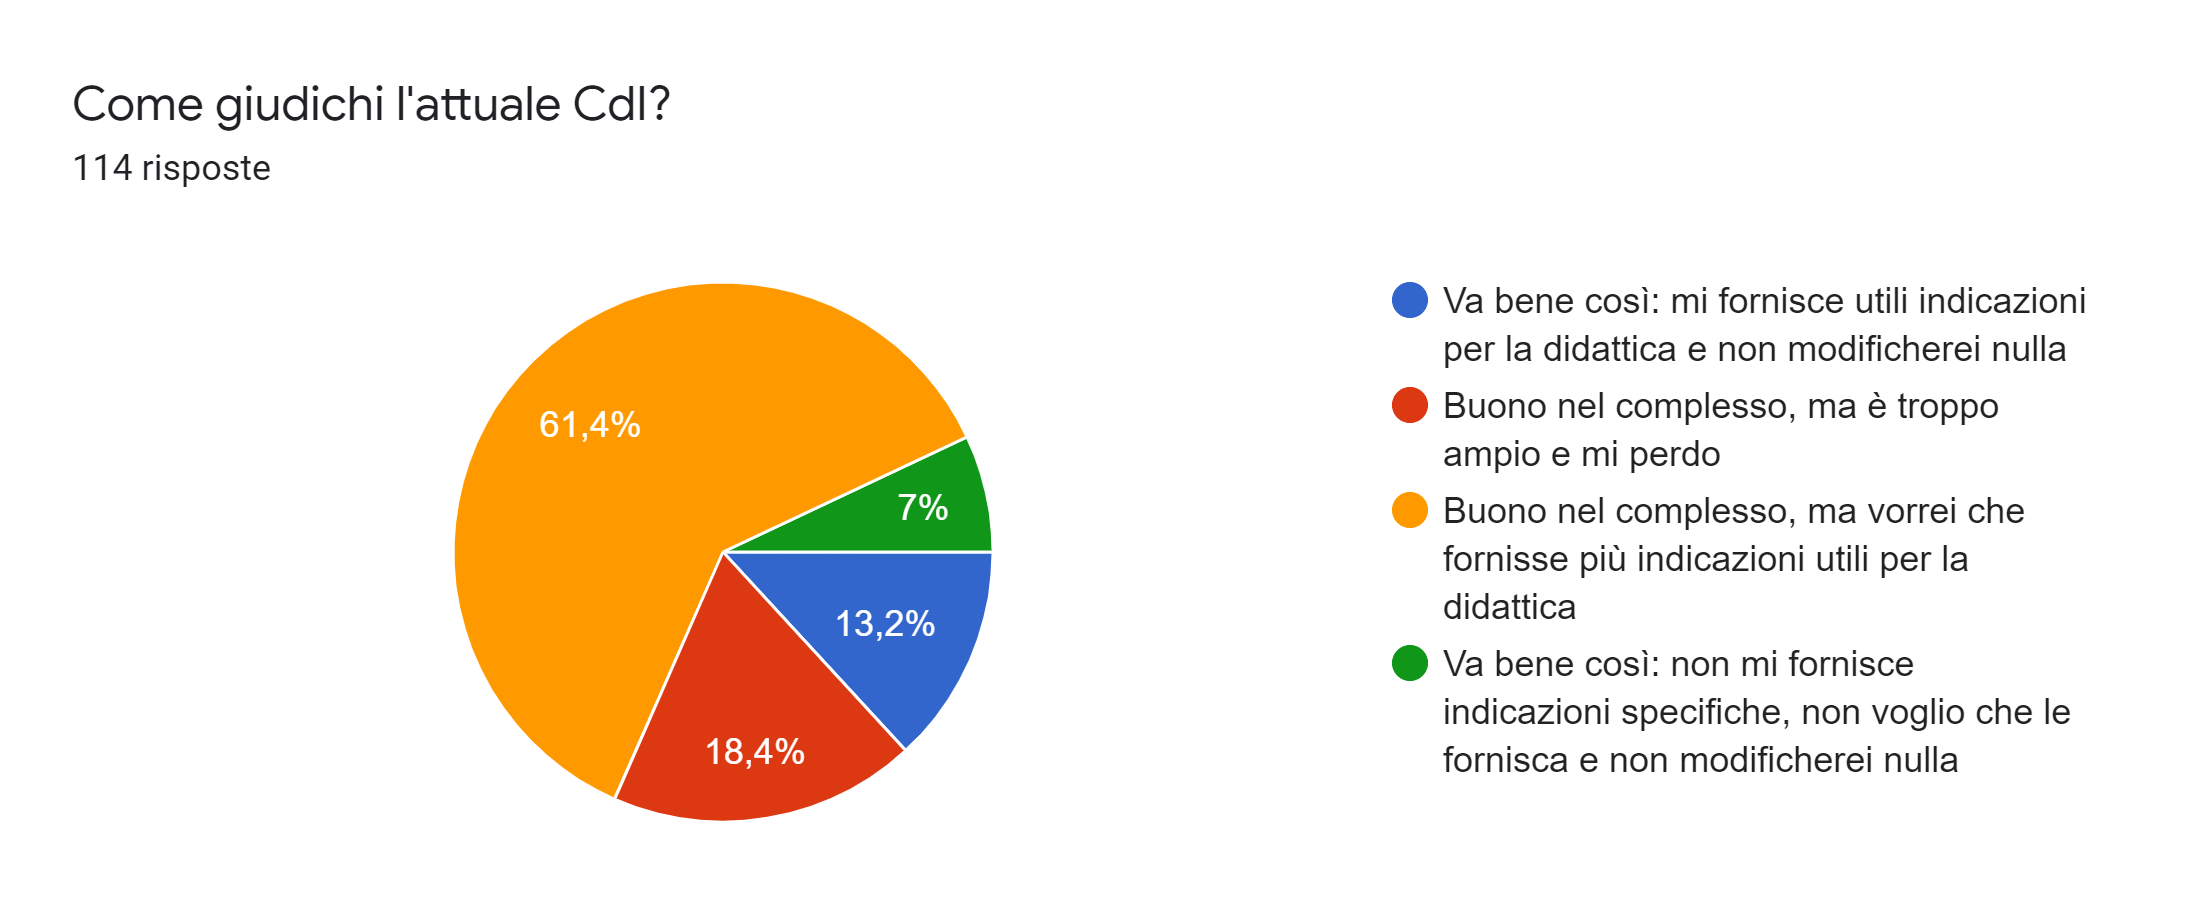 Come giudichi l'attuale CdI?
114 risposte
61,4%
7%
13,2%
18,4%
Va bene così: mi fornisce utili indicazioni
per la didattica e non modificherei nulla
Buono nel complesso, ma è troppo
ampio e mi perdo
Buono nel complesso, ma vorrei che
fornisse più indicazioni utili per la
didattica
Va bene così: non mi fornisce
indicazioni specifiche, non voglio che le
fornisca e non modificherei nulla